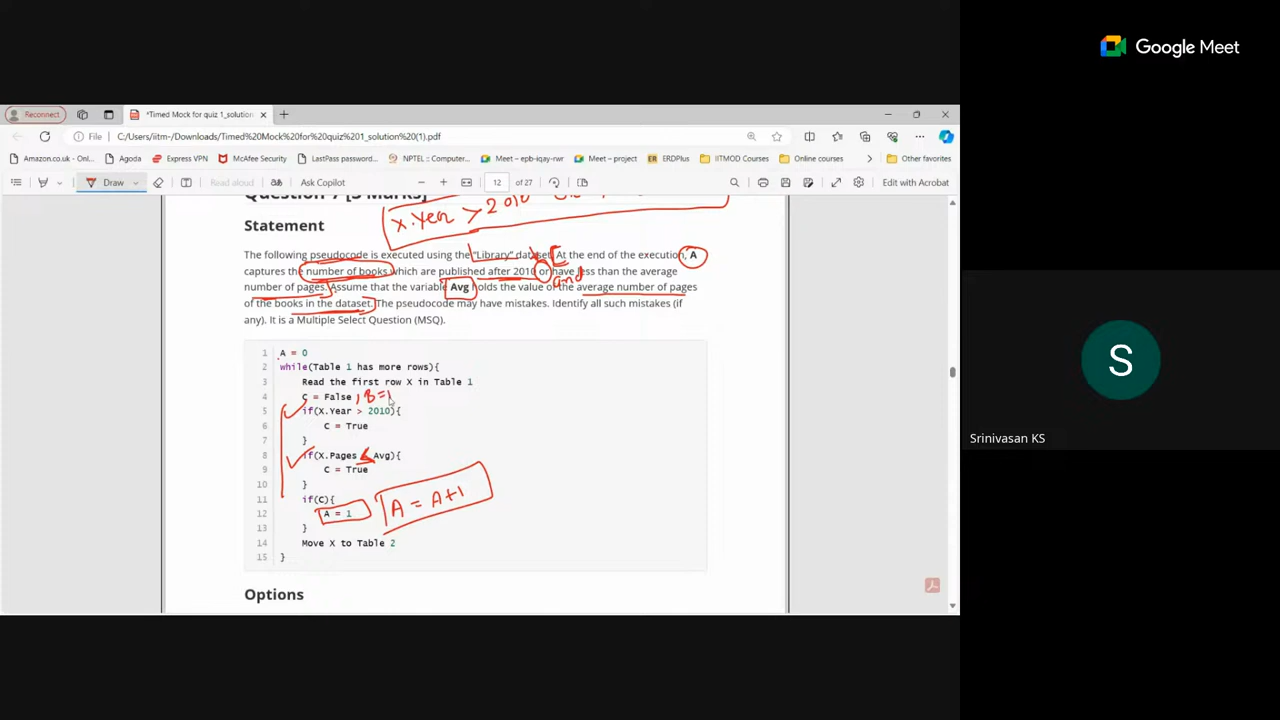 Google Meet
Reconnect
*Timed Mock for quiz 1_solution
File
C:/Users/iitm-/Downloads/Timed%20Mock%20for%20quiz%201_solution%20(1).pdf
Amazon.co.uk - Onl...
Agoda
Express VPN
McAfee Security
LastPass password...
NPTEL :: Comput...
Meet – epb-iqay-rwr
Meet – project
ERDPlus
IITMOD Courses
Online courses
Other favorites
Draw
Read aloud
Ask Copilot
12
of 27
Edit with Acrobat
X.Year > 2010
Statement
The following pseudocode is executed using the "Library" dataset. At the end of the execution, A
captures the number of books which are published after 2010 or have less than the average
and
number of pages. Assume that the variable Avg holds the value of the average number of pages
of the books in the dataset. The pseudocode may have mistakes. Identify all such mistakes (if
any). It is a Multiple Select Question (MSQ).
1 A = 0
2 while(Table 1 has more rows){
3 Read the first row X in Table 1
4 C = False , B=1
5 if(X.Year > 2010){
6 C = True
7 }
8 if(X.Pages < Avg){
9 C = True
10 }
11 if(C){
12 A = 1 A = A+1
13 }
14 Move X to Table 2
15 }
Options
S
Srinivasan KS